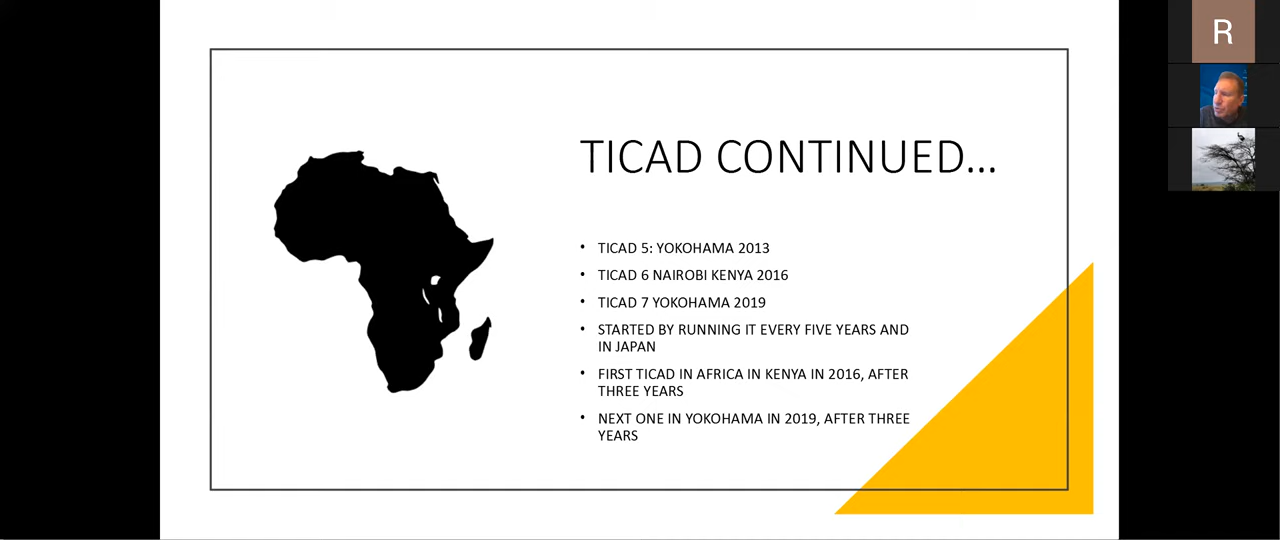 TICAD CONTINUED...
• TICAD 5: YOKOHAMA 2013
• TICAD 6 NAIROBI KENYA 2016
• TICAD 7 YOKOHAMA 2019
• STARTED BY RUNNING IT EVERY FIVE YEARS AND
IN JAPAN
• FIRST TICAD IN AFRICA IN KENYA IN 2016, AFTER
THREE YEARS
• NEXT ONE IN YOKOHAMA IN 2019, AFTER THREE
YEARS
R